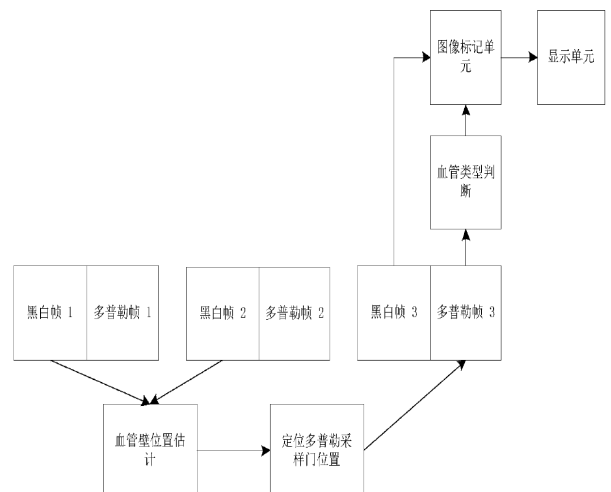 图像标记单
元
显示单元
血管类型判
断
黑白帧 1
多普勒帧 1
黑白帧 2
多普勒帧 2
黑白帧 3
多普勒帧 3
血管壁位置估
计
定位多普勒采
样门位置